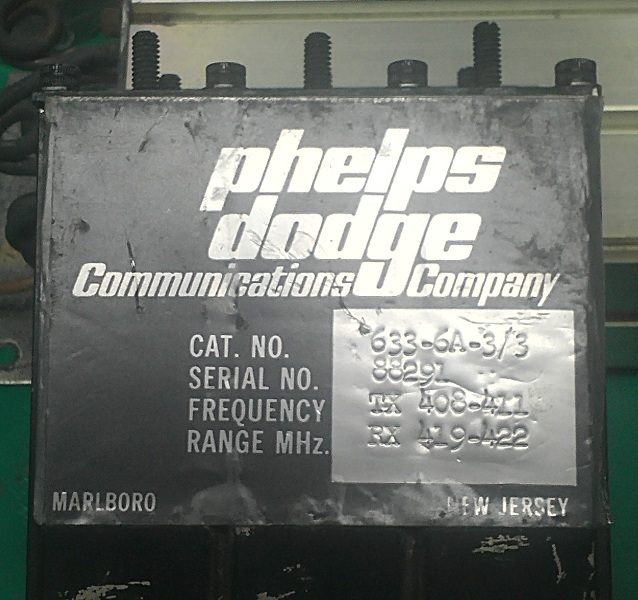 phelps
dodge
Communications Company
CAT. NO. 633-6A-3/3
SERIAL NO. 88291
FREQUENCY TX 408-411
RANGE MHz. RX 419-422
MARLBORO NEW JERSEY